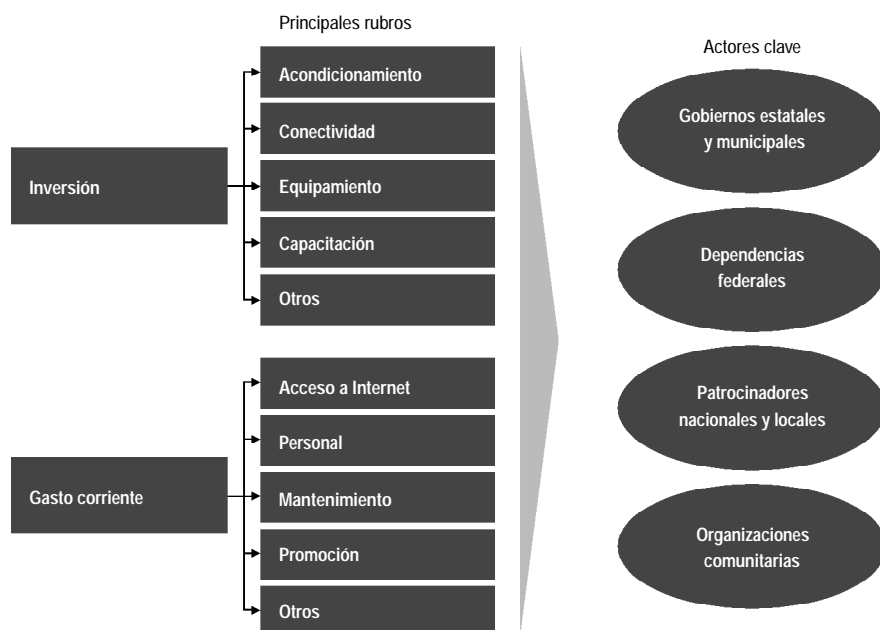 Principales rubros
Inversión
Acondicionamiento
Conectividad
Equipamiento
Capacitación
Otros
Gasto corriente
Acceso a Internet
Personal
Mantenimiento
Promoción
Otros
Actores clave
Gobiernos estatales
y municipales
Dependencias
federales
Patrocinadores
nacionales y locales
Organizaciones
comunitarias